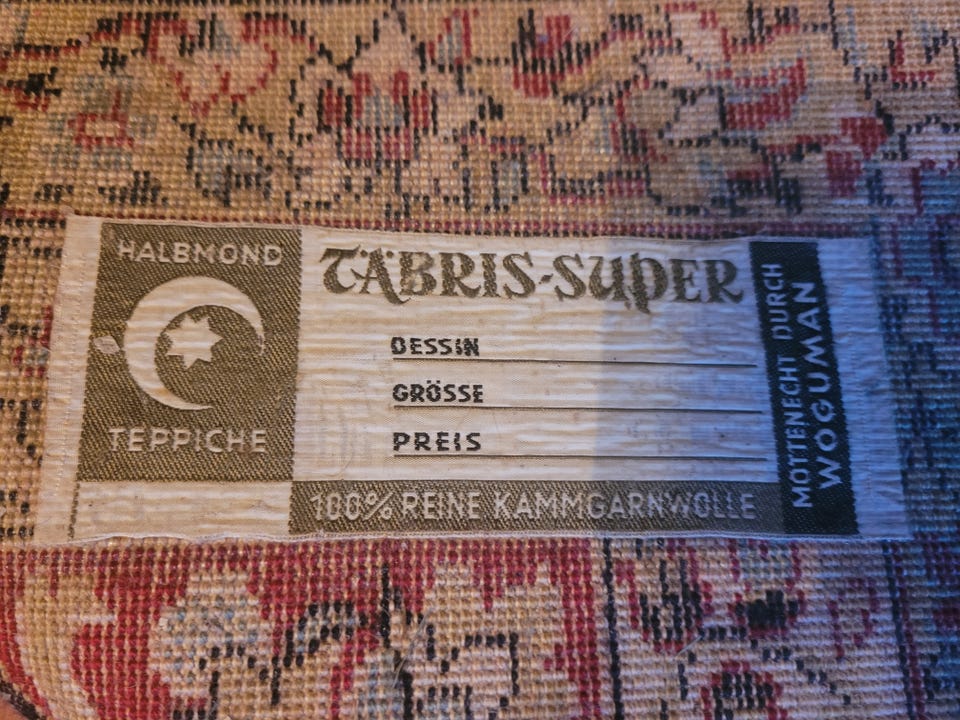 HALBMOND
TEPPICHE
TÄBRIS-SUPER
DESSIN
GRÖSSE
PREIS
100% REINE KAMMGARNWOLLE
MOTTENECHT DURCH
WOGUMAN